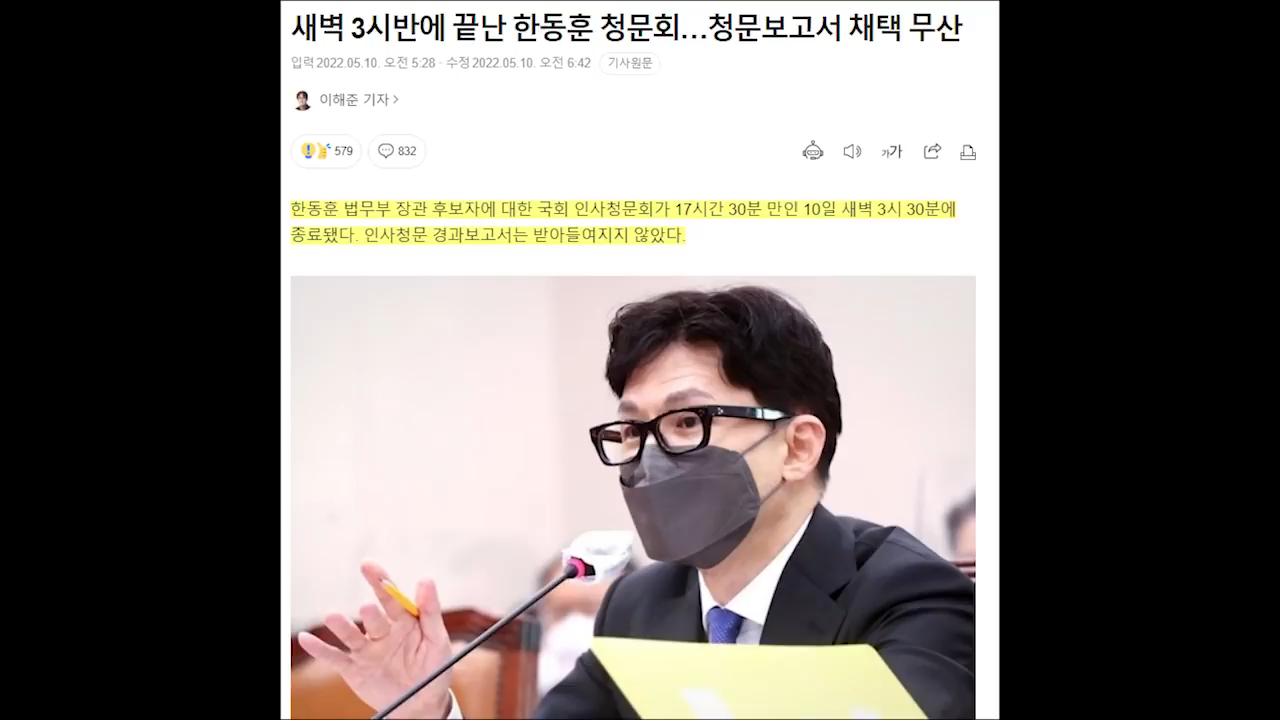 새벽 3시반에 끝난 한동훈 청문회…청문보고서 채택 무산
입력 2022.05.10. 오전 5:28 · 수정 2022.05.10. 오전 6:42 기사원문
이해준 기자 >
579 832
가가
한동훈 법무부 장관 후보자에 대한 국회 인사청문회가 17시간 30분 만인 10일 새벽 3시 30분에
종료됐다. 인사청문 경과보고서는 받아들여지지 않았다.